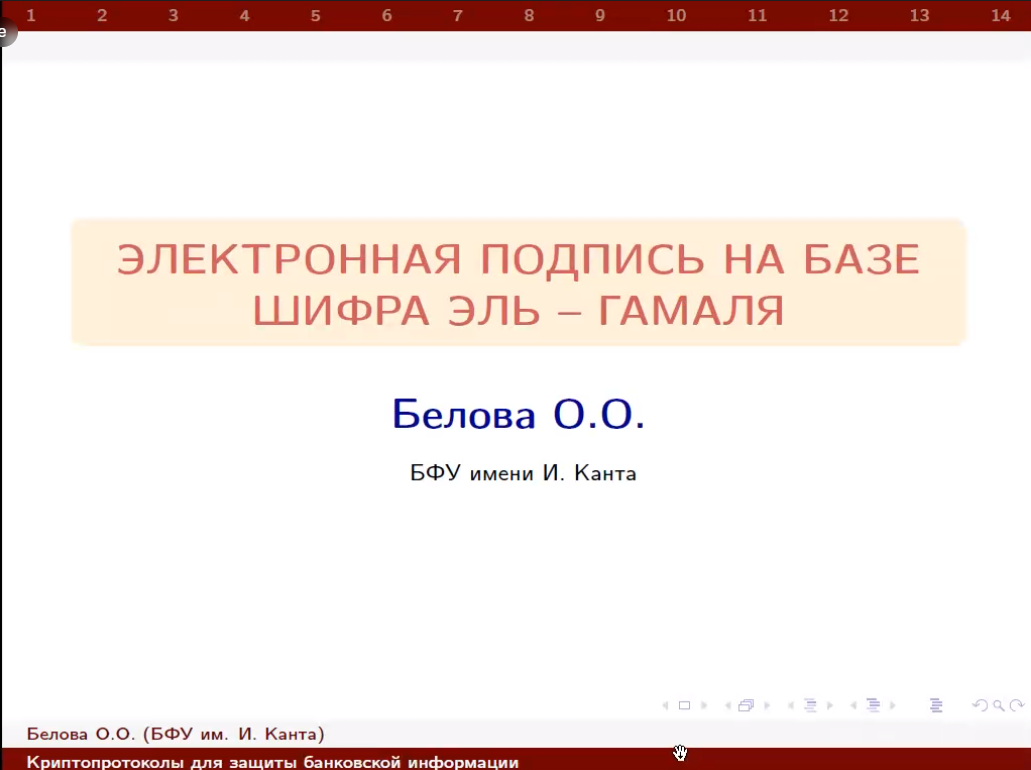 1 2 3 4 5 6 7 8 9 10 11 12 13 14
е
ЭЛЕКТРОННАЯ ПОДПИСЬ НА БАЗЕ
ШИФРА ЭЛЬ – ГАМАЛЯ
Белова О.О.
БФУ имени И. Канта
Белова О.О. (БФУ им. И. Канта)
Криптопротоколы для защиты банковской информации